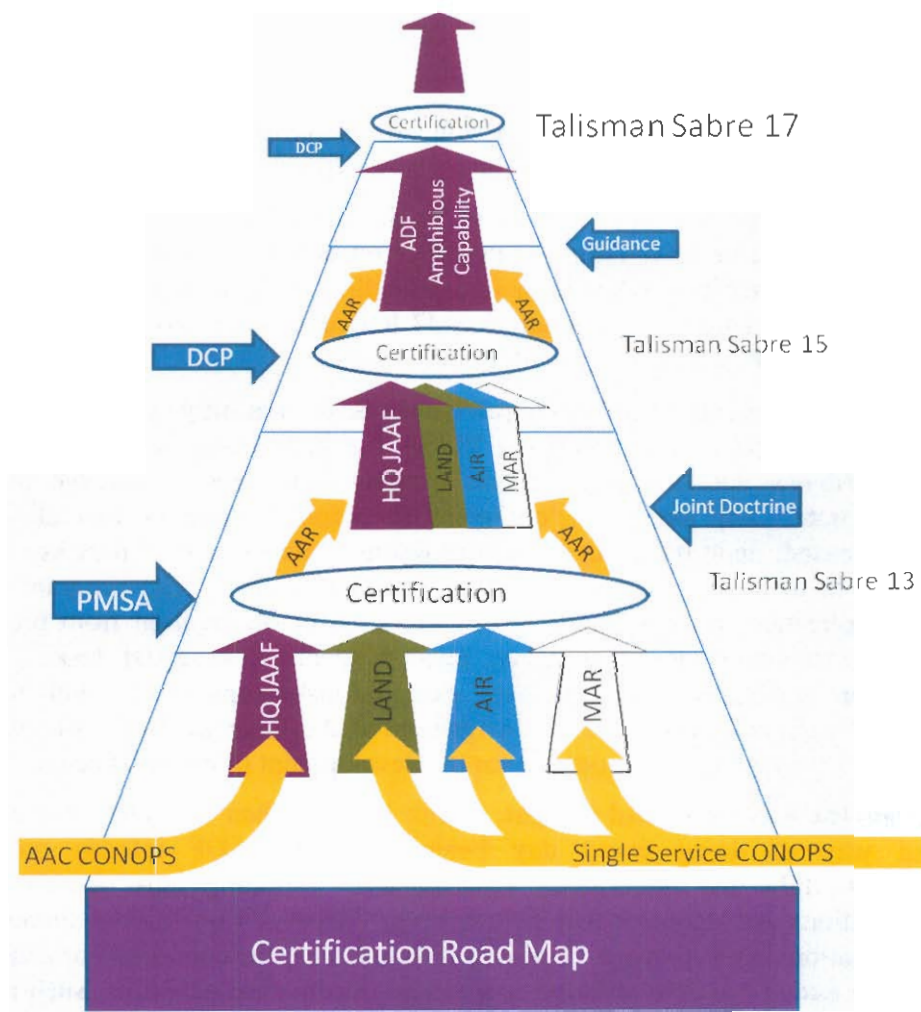 Certification
Talisman Sabre 17
DCP
ADF
Amphibious
Capability
Guidance
AAR
AAR
Certification
Talisman Sabre 15
DCP
HQ JAAF
LAND
AIR
MAR
Joint Doctrine
AAR
AAR
Talisman Sabre 13
PMSA
Certification
HQ JAAF
LAND
AIR
MAR
AAC CONOPS
Single Service CONOPS
Certification Road Map